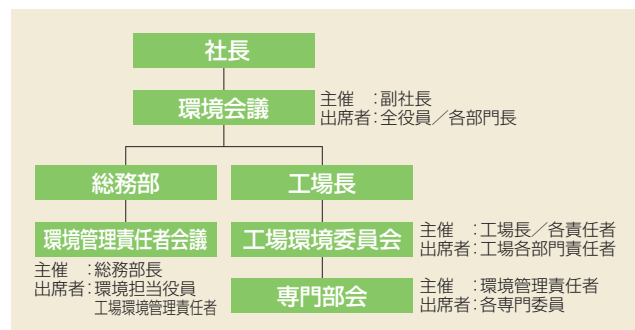 社長
環境会議
主催　:副社長
出席者:全役員／各部門長
総務部
工場長
環境管理責任者会議
主催　:総務部長
出席者:環境担当役員
工場環境管理責任者
工場環境委員会
主催　:工場長／各責任者
出席者:工場各部門責任者
専門部会
主催　:環境管理責任者
出席者:各専門委員